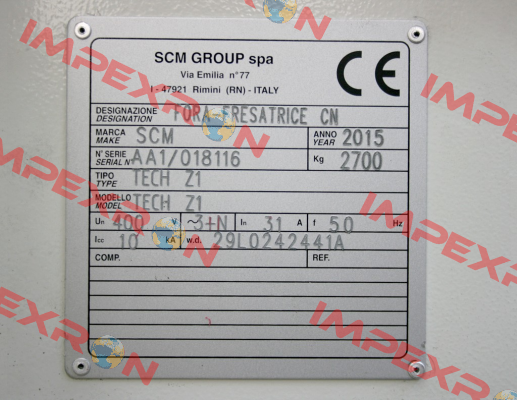 SCM GROUP spa
Via Emilia n°77
I - 47921 Rimini (RN) - ITALY
CE
DESIGNAZIONE DESIGNATION FORA FRESATRICE CN
MARCA MAKE SCM ANNO YEAR 2015
N° SERIE SERIAL N° AA1/018116 Kg 2700
TIPO TYPE TECH Z1
MODELLO MODEL TECH Z1
Un 400 V ~3+N In 31 A f 50 Hz
Icc 10 kA w.d. 29L0242441A
COMP. REF.
IMPEXRON
IMPEXRON
IMPEXRON
IMPEXRON
IMPEXRON